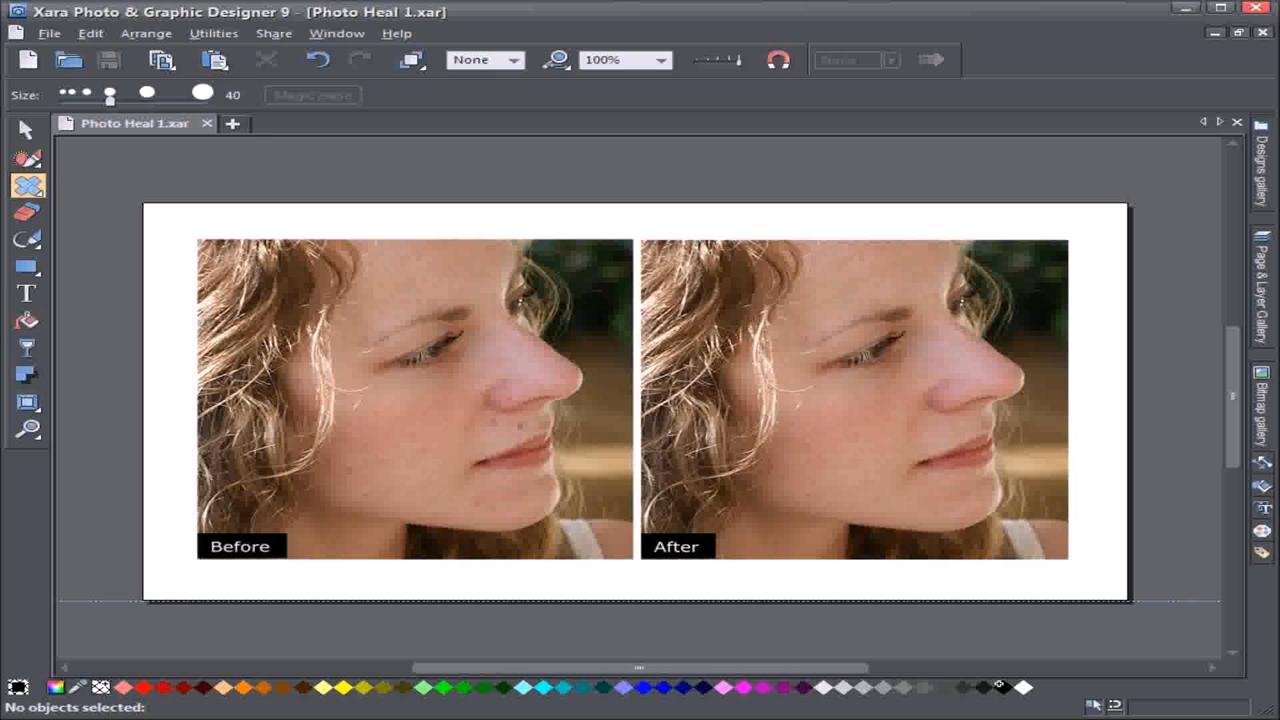 Xara Photo & Graphic Designer 9 - [Photo Heal 1.xar]
File Edit Arrange Utilities Share Window Help
None 100%
Size: 40 Magic erase
Photo Heal 1.xar
Designs gallery
Page & Layer Gallery
Bitmap gallery
T
Before After
No objects selected: